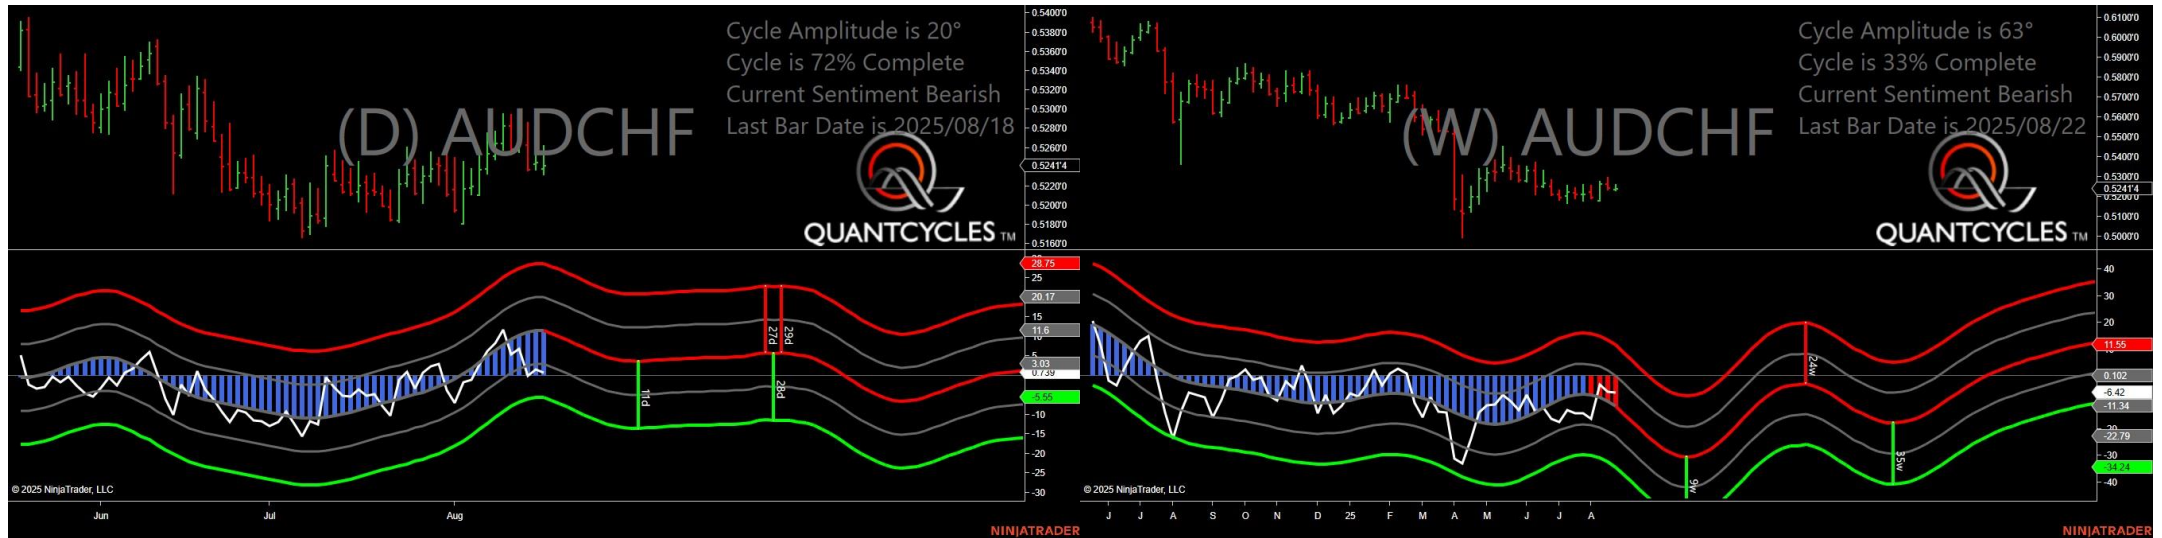 Cycle Amplitude is 20°
Cycle is 72% Complete
Current Sentiment Bearish
Last Bar Date is 2025/08/18
(D) AUDCHF
QUANTCYCLES TM
0.5400'0
0.5380'0
0.5360'0
0.5340'0
0.5320'0
0.5300'0
0.5280'0
0.5260'0
0.5241'4
0.5220'0
0.5200'0
0.5180'0
0.5160'0
28.75
25
20.17
15
11.6
5
3.03
0.739
-5.55
-10
-15
-20
-25
-30
11d
27d
29d
28d
© 2025 NinjaTrader, LLC
Jun
Jul
Aug
NINJATRADER
Cycle Amplitude is 63°
Cycle is 33% Complete
Current Sentiment Bearish
Last Bar Date is 2025/08/22
(W) AUDCHF
QUANTCYCLES TM
0.6100'0
0.6000'0
0.5900'0
0.5800'0
0.5700'0
0.5600'0
0.5500'0
0.5400'0
0.5300'0
0.5241'4
0.5200'0
0.5100'0
0.5000'0
40
30
20
11.55
0.102
-6.42
-11.34
-22.79
-30
-34.24
-40
9w
24w
35w
© 2025 NinjaTrader, LLC
J
J
A
S
O
N
D
25
F
M
A
M
J
J
A
NINJATRADER